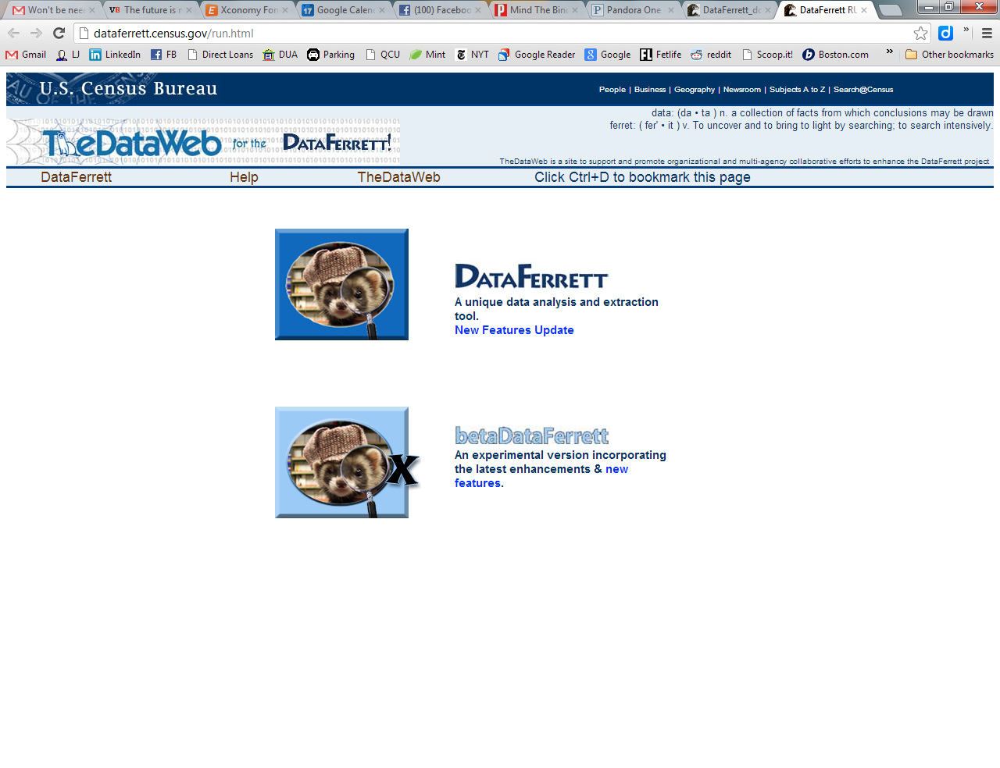 Won't be nee
The future is r
Xconomy For
Google Calen
(100) Faceboo
Mind The Bin
Pandora One
DataFerrett_do
DataFerrett RU
dataferrett.census.gov/run.html
Gmail LJ LinkedIn FB Direct Loans DUA Parking QCU Mint NYT Google Reader Google Fetlife reddit Scoop.it! Boston.com » Other bookmarks
U.S. Census Bureau
People | Business | Geography | Newsroom | Subjects A to Z | Search@Census
data: (da • ta ) n. a collection of facts from which conclusions may be drawn
ferret: ( fer' • it ) v. To uncover and to bring to light by searching; to search intensively.
TheDataWeb for the DataFerrett!
TheDataWeb is a site to support and promote organizational and multi-agency collaborative efforts to enhance the DataFerrett project
DataFerrett Help TheDataWeb Click Ctrl+D to bookmark this page
DataFerrett
A unique data analysis and extraction
tool.
New Features Update
betaDataFerrett
An experimental version incorporating
the latest enhancements & new
features.
X